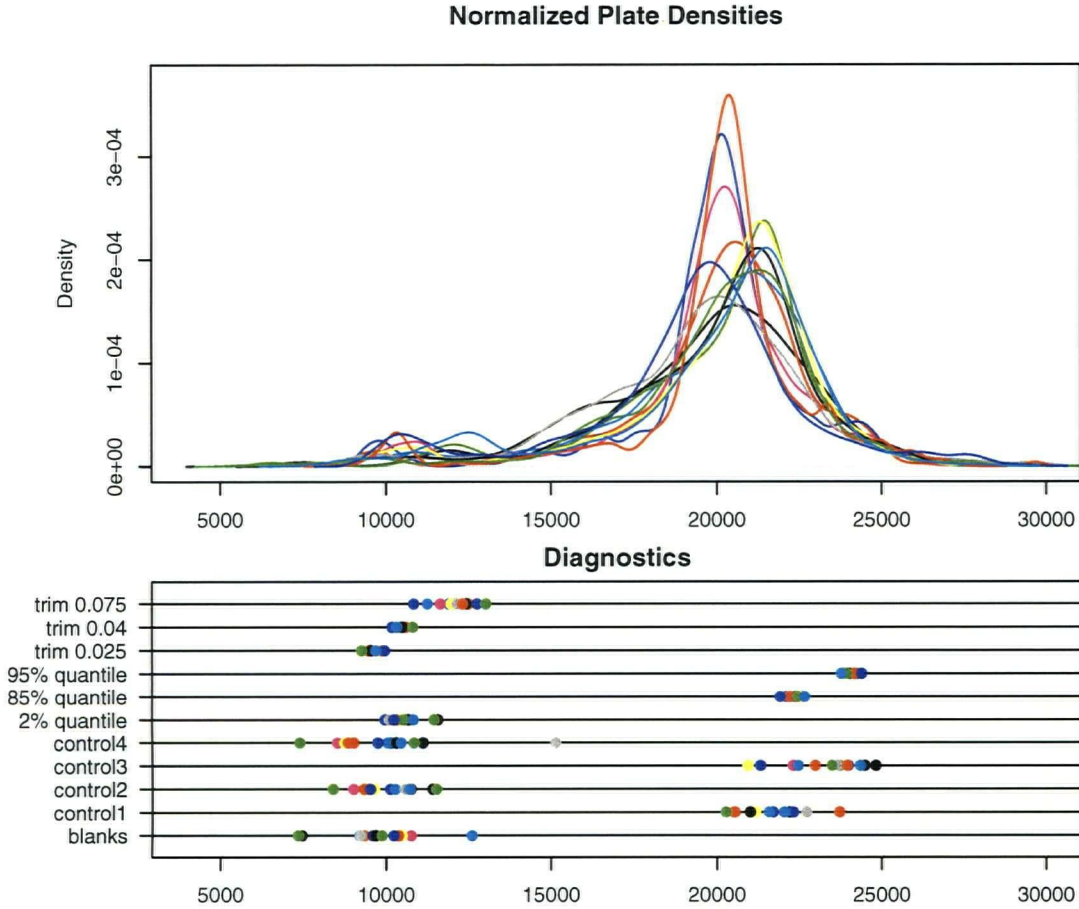 Normalized Plate Densities
Density
3e−04
2e−04
1e−04
0e+00
5000 10000 15000 20000 25000 30000
Diagnostics
trim 0.075
trim 0.04
trim 0.025
95% quantile
85% quantile
2% quantile
control4
control3
control2
control1
blanks
5000 10000 15000 20000 25000 30000